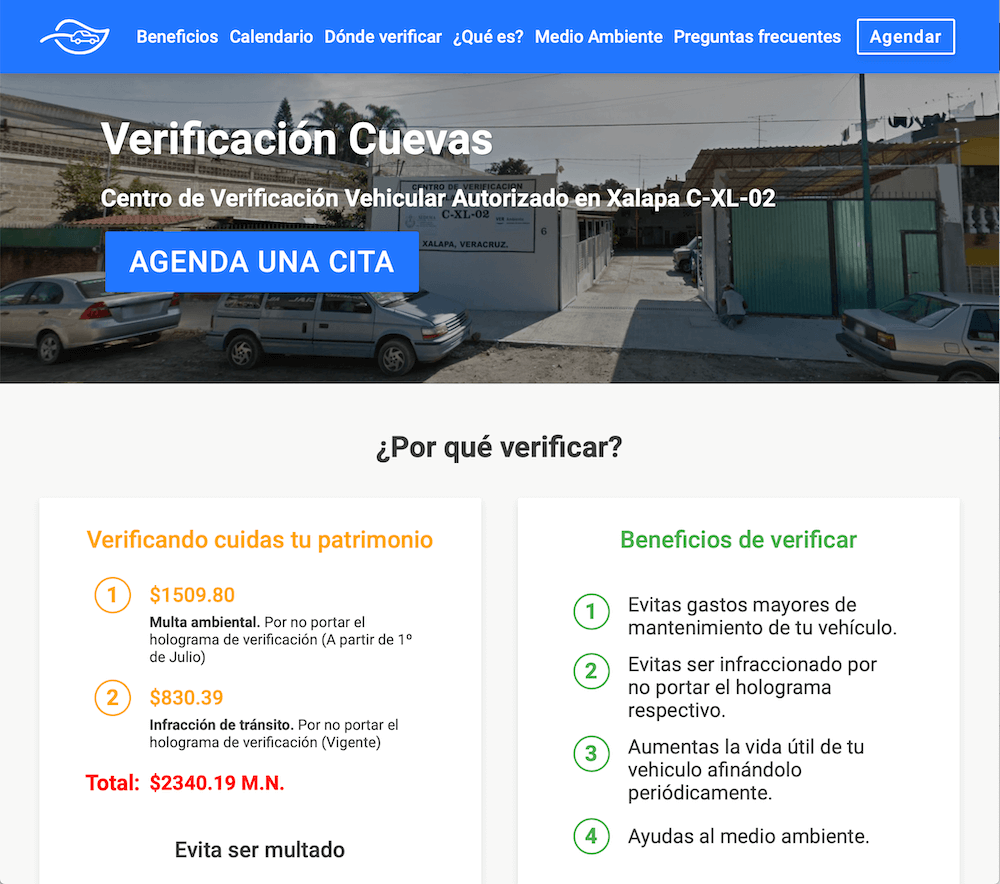 Beneficios Calendario Dónde verificar ¿Qué es? Medio Ambiente Preguntas frecuentes Agendar
Verificación Cuevas
Centro de Verificación Vehicular Autorizado en Xalapa C-XL-02
CENTRO DE VERIFICACIÓN
C-XL-02
6
XALAPA, VERACRUZ.
AGENDA UNA CITA
¿Por qué verificar?
Verificando cuidas tu patrimonio
1 $1509.80
Multa ambiental. Por no portar el
holograma de verificación (A partir de 1º
de Julio)
2 $830.39
Infracción de tránsito. Por no portar el
holograma de verificación (Vigente)
Total: $2340.19 M.N.
Evita ser multado
Beneficios de verificar
1 Evitas gastos mayores de
mantenimiento de tu vehículo.
2 Evitas ser infraccionado por
no portar el holograma
respectivo.
3 Aumentas la vida útil de tu
vehiculo afinándolo
periódicamente.
4 Ayudas al medio ambiente.